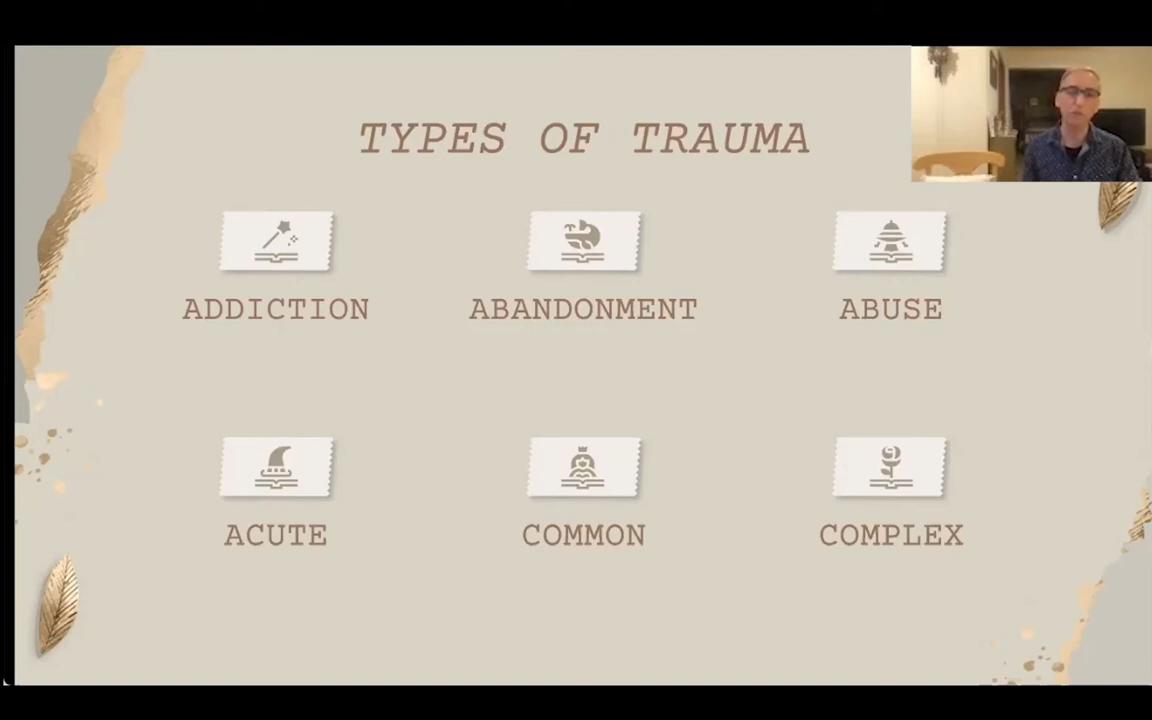 TYPES OF TRAUMA
ADDICTION
ABANDONMENT
ABUSE
ACUTE
COMMON
COMPLEX